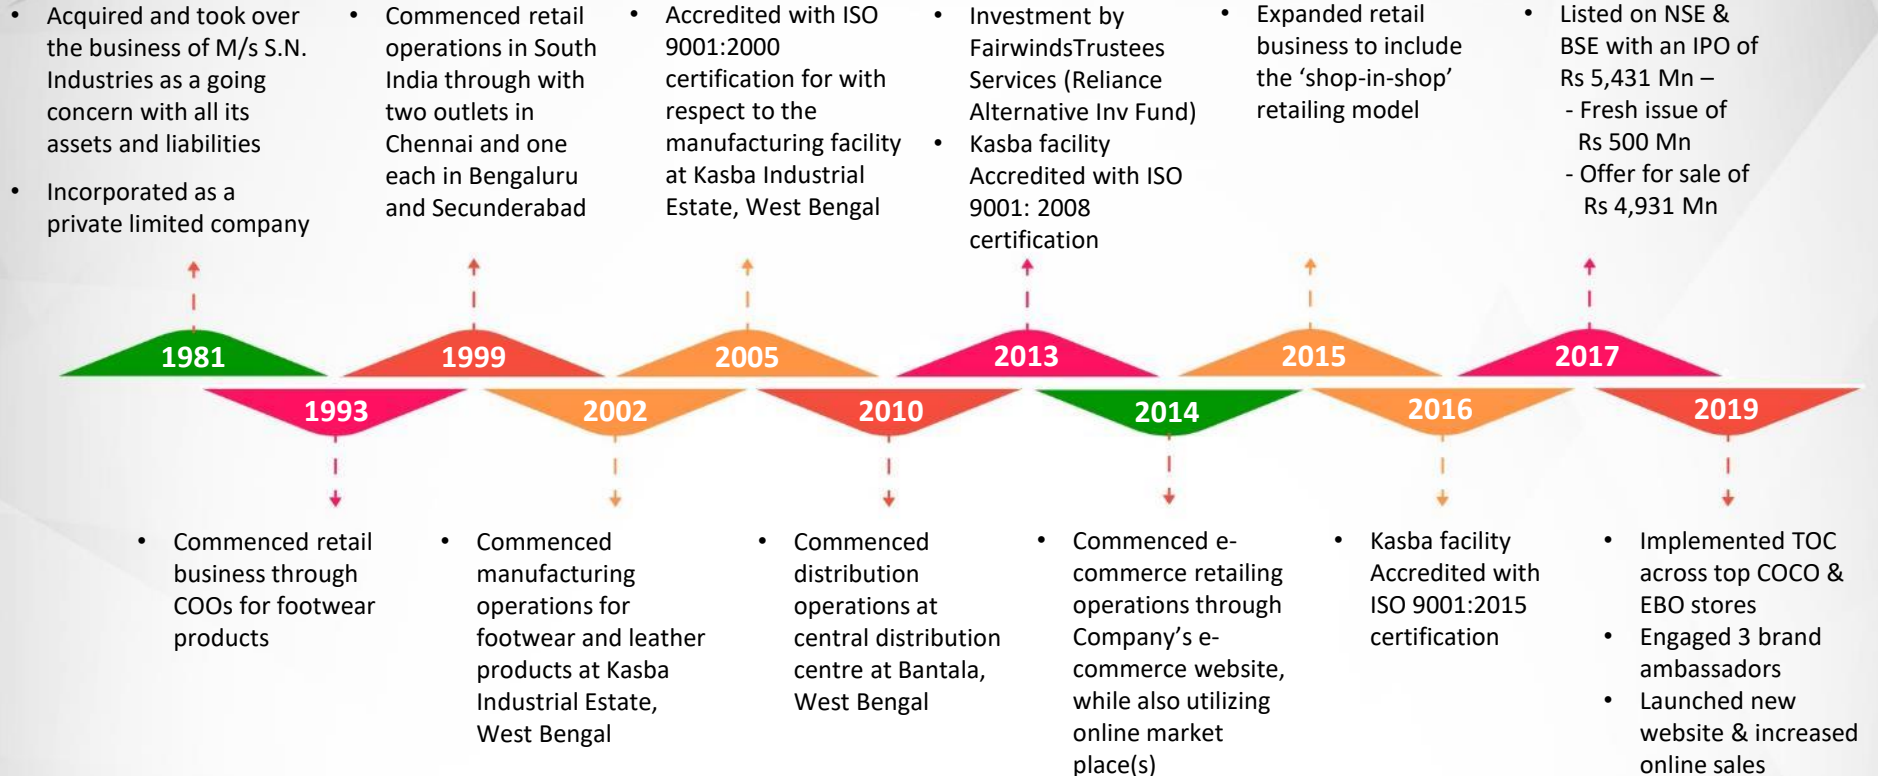 • Acquired and took over
the business of M/s S.N.
Industries as a going
concern with all its
assets and liabilities
• Incorporated as a
private limited company
• Commenced retail
operations in South
India through with
two outlets in
Chennai and one
each in Bengaluru
and Secunderabad
• Accredited with ISO
9001:2000
certification for with
respect to the
manufacturing facility
at Kasba Industrial
Estate, West Bengal
• Investment by
FairwindsTrustees
Services (Reliance
Alternative Inv Fund)
• Kasba facility
Accredited with ISO
9001: 2008
certification
• Expanded retail
business to include
the ‘shop-in-shop’
retailing model
• Listed on NSE &
BSE with an IPO of
Rs 5,431 Mn –
- Fresh issue of
Rs 500 Mn
- Offer for sale of
Rs 4,931 Mn
1981
1999
2005
2013
2015
2017
1993
2002
2010
2014
2016
2019
• Commenced retail
business through
COOs for footwear
products
• Commenced
manufacturing
operations for
footwear and leather
products at Kasba
Industrial Estate,
West Bengal
• Commenced
distribution
operations at
central distribution
centre at Bantala,
West Bengal
• Commenced e-
commerce retailing
operations through
Company’s e-
commerce website,
while also utilizing
online market
place(s)
• Kasba facility
Accredited with
ISO 9001:2015
certification
• Implemented TOC
across top COCO &
EBO stores
• Engaged 3 brand
ambassadors
• Launched new
website & increased
online sales